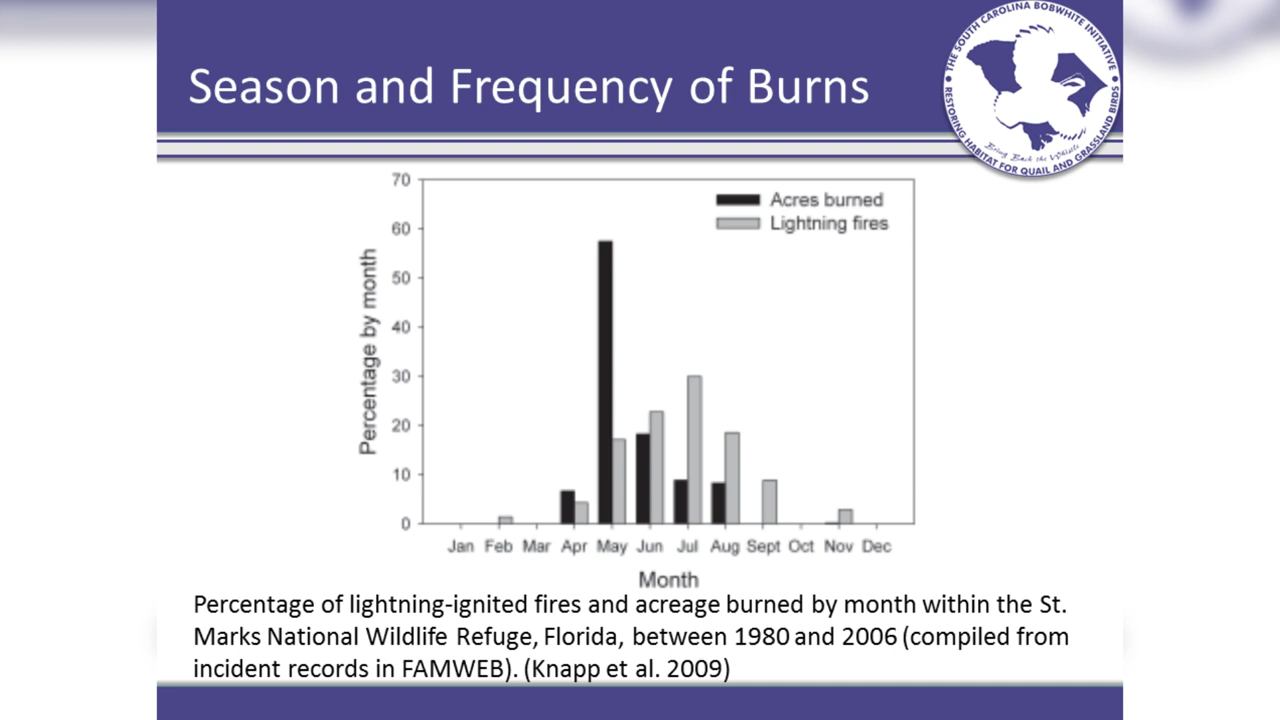 Season and Frequency of Burns
• THE SOUTH CAROLINA BOBWHITE INITIATIVE •
RESTORING HABITAT FOR QUAIL AND GRASSLAND BIRDS
Bring Back the Whistle
70
60
50
40
30
20
10
0
Percentage by month
Acres burned
Lightning fires
Jan Feb Mar Apr May Jun Jul Aug Sept Oct Nov Dec
Month
Percentage of lightning-ignited fires and acreage burned by month within the St.
Marks National Wildlife Refuge, Florida, between 1980 and 2006 (compiled from
incident records in FAMWEB). (Knapp et al. 2009)